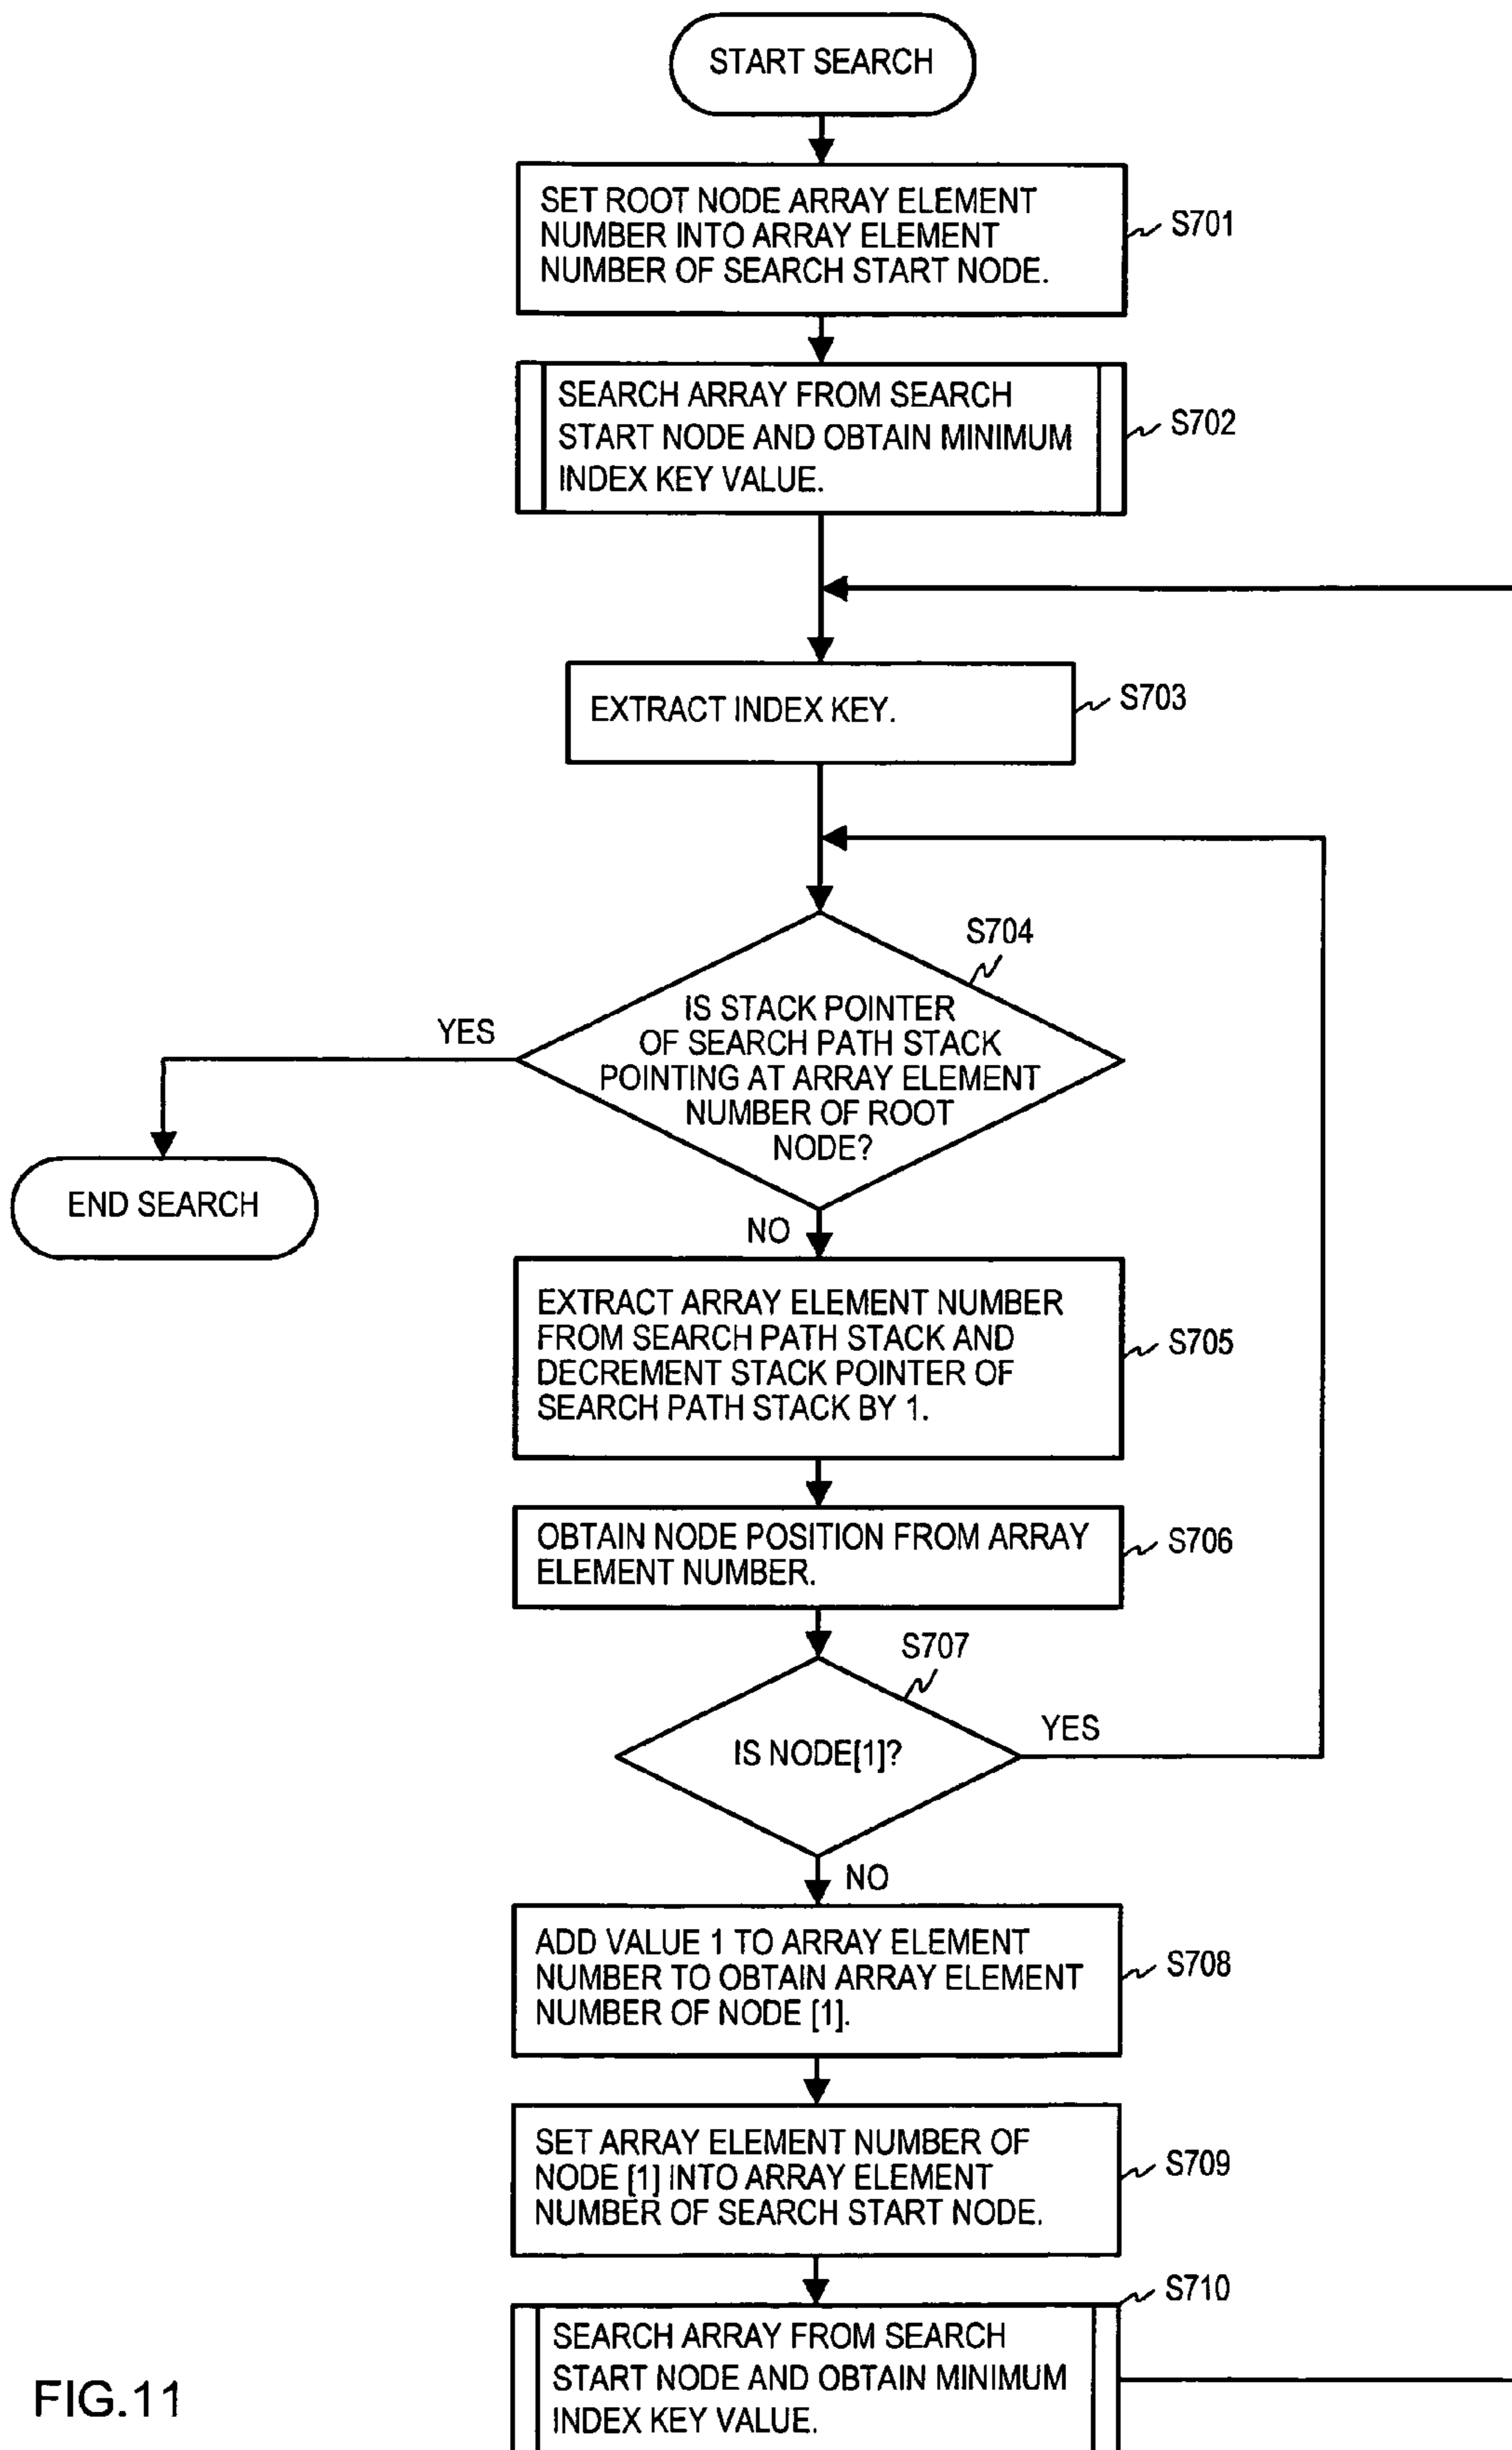 START SEARCH
SET ROOT NODE ARRAY ELEMENT
NUMBER INTO ARRAY ELEMENT
NUMBER OF SEARCH START NODE.
S701
SEARCH ARRAY FROM SEARCH
START NODE AND OBTAIN MINIMUM
INDEX KEY VALUE.
S702
EXTRACT INDEX KEY.
S703
S704
IS STACK POINTER
OF SEARCH PATH STACK
POINTING AT ARRAY ELEMENT
NUMBER OF ROOT
NODE?
YES
END SEARCH
NO
EXTRACT ARRAY ELEMENT NUMBER
FROM SEARCH PATH STACK AND
DECREMENT STACK POINTER OF
SEARCH PATH STACK BY 1.
S705
OBTAIN NODE POSITION FROM ARRAY
ELEMENT NUMBER.
S706
S707
IS NODE[1]?
YES
NO
ADD VALUE 1 TO ARRAY ELEMENT
NUMBER TO OBTAIN ARRAY ELEMENT
NUMBER OF NODE [1].
S708
SET ARRAY ELEMENT NUMBER OF
NODE [1] INTO ARRAY ELEMENT
NUMBER OF SEARCH START NODE.
S709
S710
SEARCH ARRAY FROM SEARCH
START NODE AND OBTAIN MINIMUM
INDEX KEY VALUE.
FIG.11